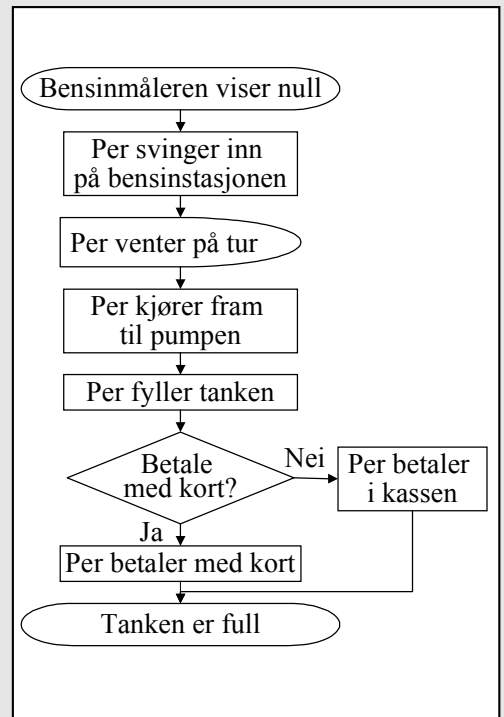 Bensinmåleren viser null
Per svinger inn
på bensinstasjonen
Per venter på tur
Per kjører fram
til pumpen
Per fyller tanken
Betale
med kort?
Nei
Per betaler
i kassen
Ja
Per betaler med kort
Tanken er full